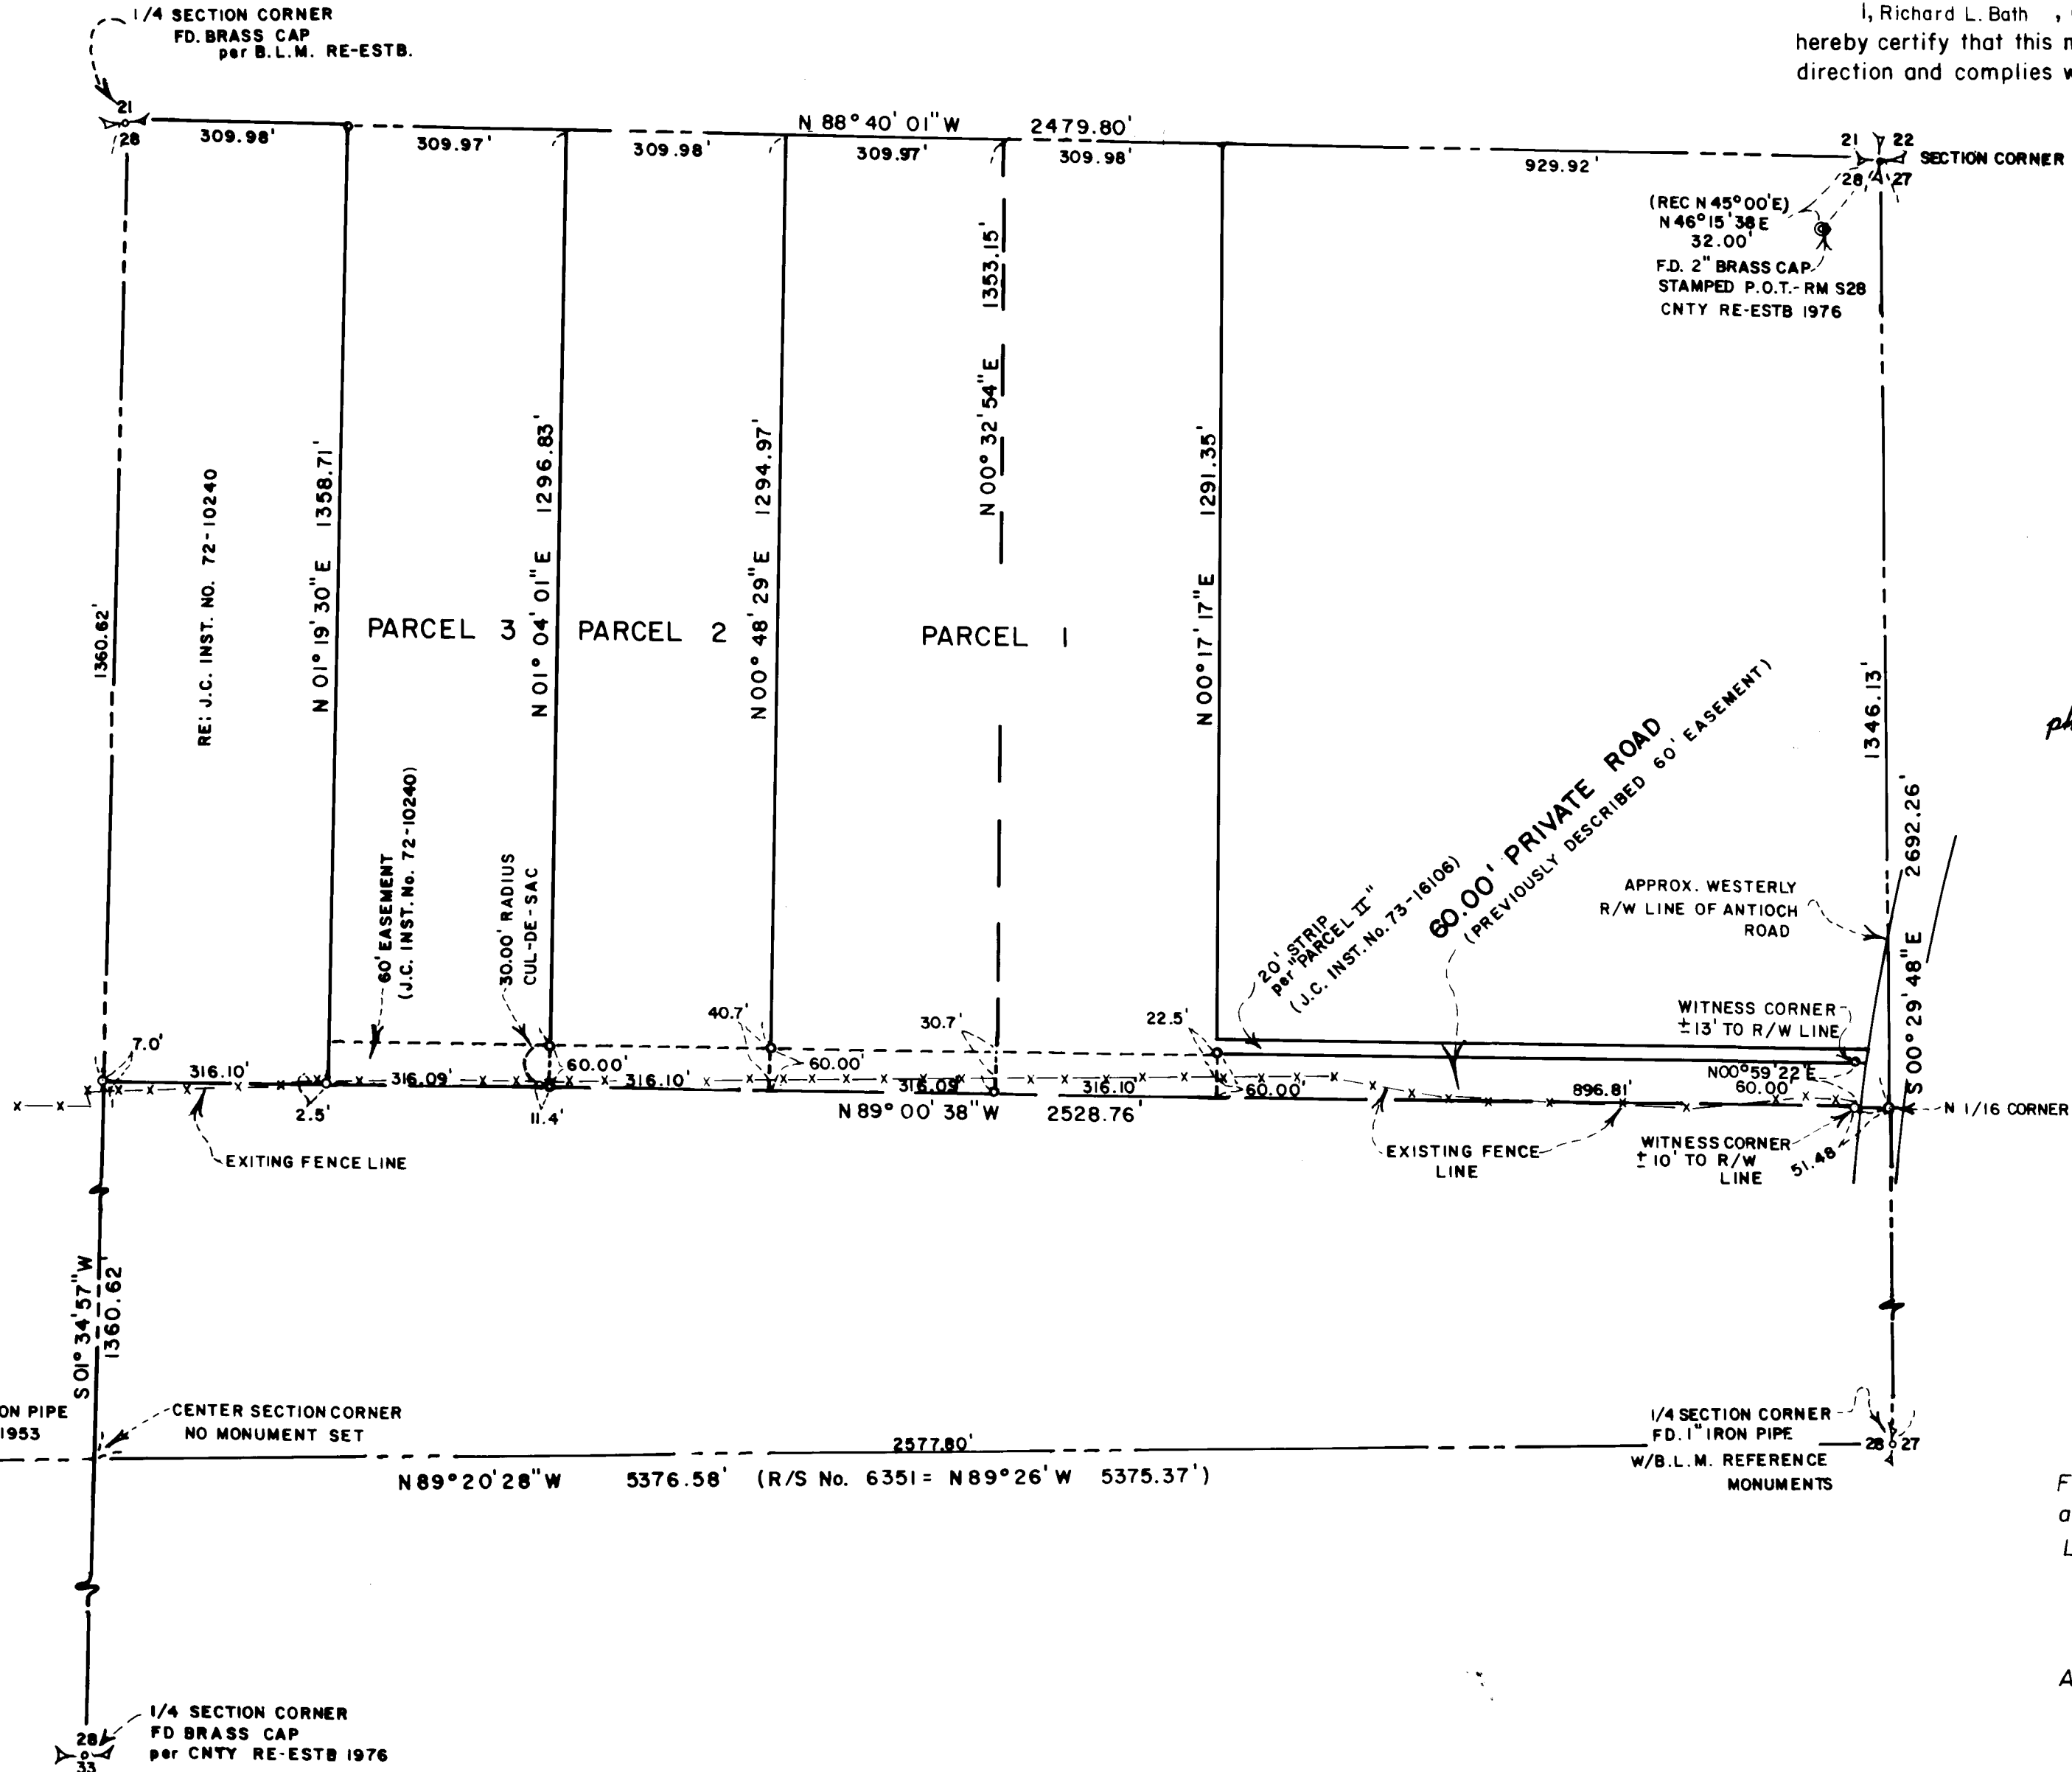 1/4 SECTION CORNER
FD. BRASS CAP
per B.L.M. RE-ESTB.
I, Richard L. Bath ,
hereby certify that this
direction and complies
21
28
309.98'
309.97'
309.98'
N 88° 40' 01" W 2479.80'
309.97'
309.98'
929.92'
21 22
28 27
SECTION CORNER
(REC N 45° 00' E)
N 46° 15' 38 E
32.00'
F.D. 2" BRASS CAP
STAMPED P.O.T.- RM S28
CNTY RE-ESTB 1976
1360.62'
RE: J.C. INST. NO. 72-10240
N 01° 19' 30" E 1358.71'
PARCEL 3
N 01° 04' 01" E 1296.83'
PARCEL 2
N 00° 48' 29" E 1294.97'
PARCEL 1
N 00° 32' 54" E 1353.15'
N 00° 17' 17" E 1291.35'
1346.13'
S 00° 29' 48" E 2692.26'
60' EASEMENT
(J.C. INST. No. 72-10240)
30.00' RADIUS
CUL-DE-SAC
20' STRIP
per "PARCEL II"
(J.C. INST. No. 73-16106)
60.00' PRIVATE ROAD
(PREVIOUSLY DESCRIBED 60' EASEMENT)
APPROX. WESTERLY
R/W LINE OF ANTIOCH
ROAD
WITNESS CORNER
±13' TO R/W LINE
7.0'
40.7'
30.7'
22.5'
316.10'
316.09'
60.00'
316.10'
60.00'
316.09'
316.10'
60.00'
896.81'
N00° 59' 22" E
60.00'
2.5'
11.4'
N 89° 00' 38" W 2528.76'
N 1/16 CORNER
EXITING FENCE LINE
EXISTING FENCE
LINE
WITNESS CORNER
±10' TO R/W
LINE
51.48
S 01° 34' 57" W
1360.62
ON PIPE
1953
CENTER SECTION CORNER
NO MONUMENT SET
2577.80'
N 89° 20' 28" W 5376.58' (R/S No. 6351 = N 89° 26' W 5375.37')
1/4 SECTION CORNER
FD. 1" IRON PIPE
W/B.L.M. REFERENCE
MONUMENTS
28 27
F
a
L
A
1/4 SECTION CORNER
FD BRASS CAP
per CNTY RE-ESTB 1976
28
33